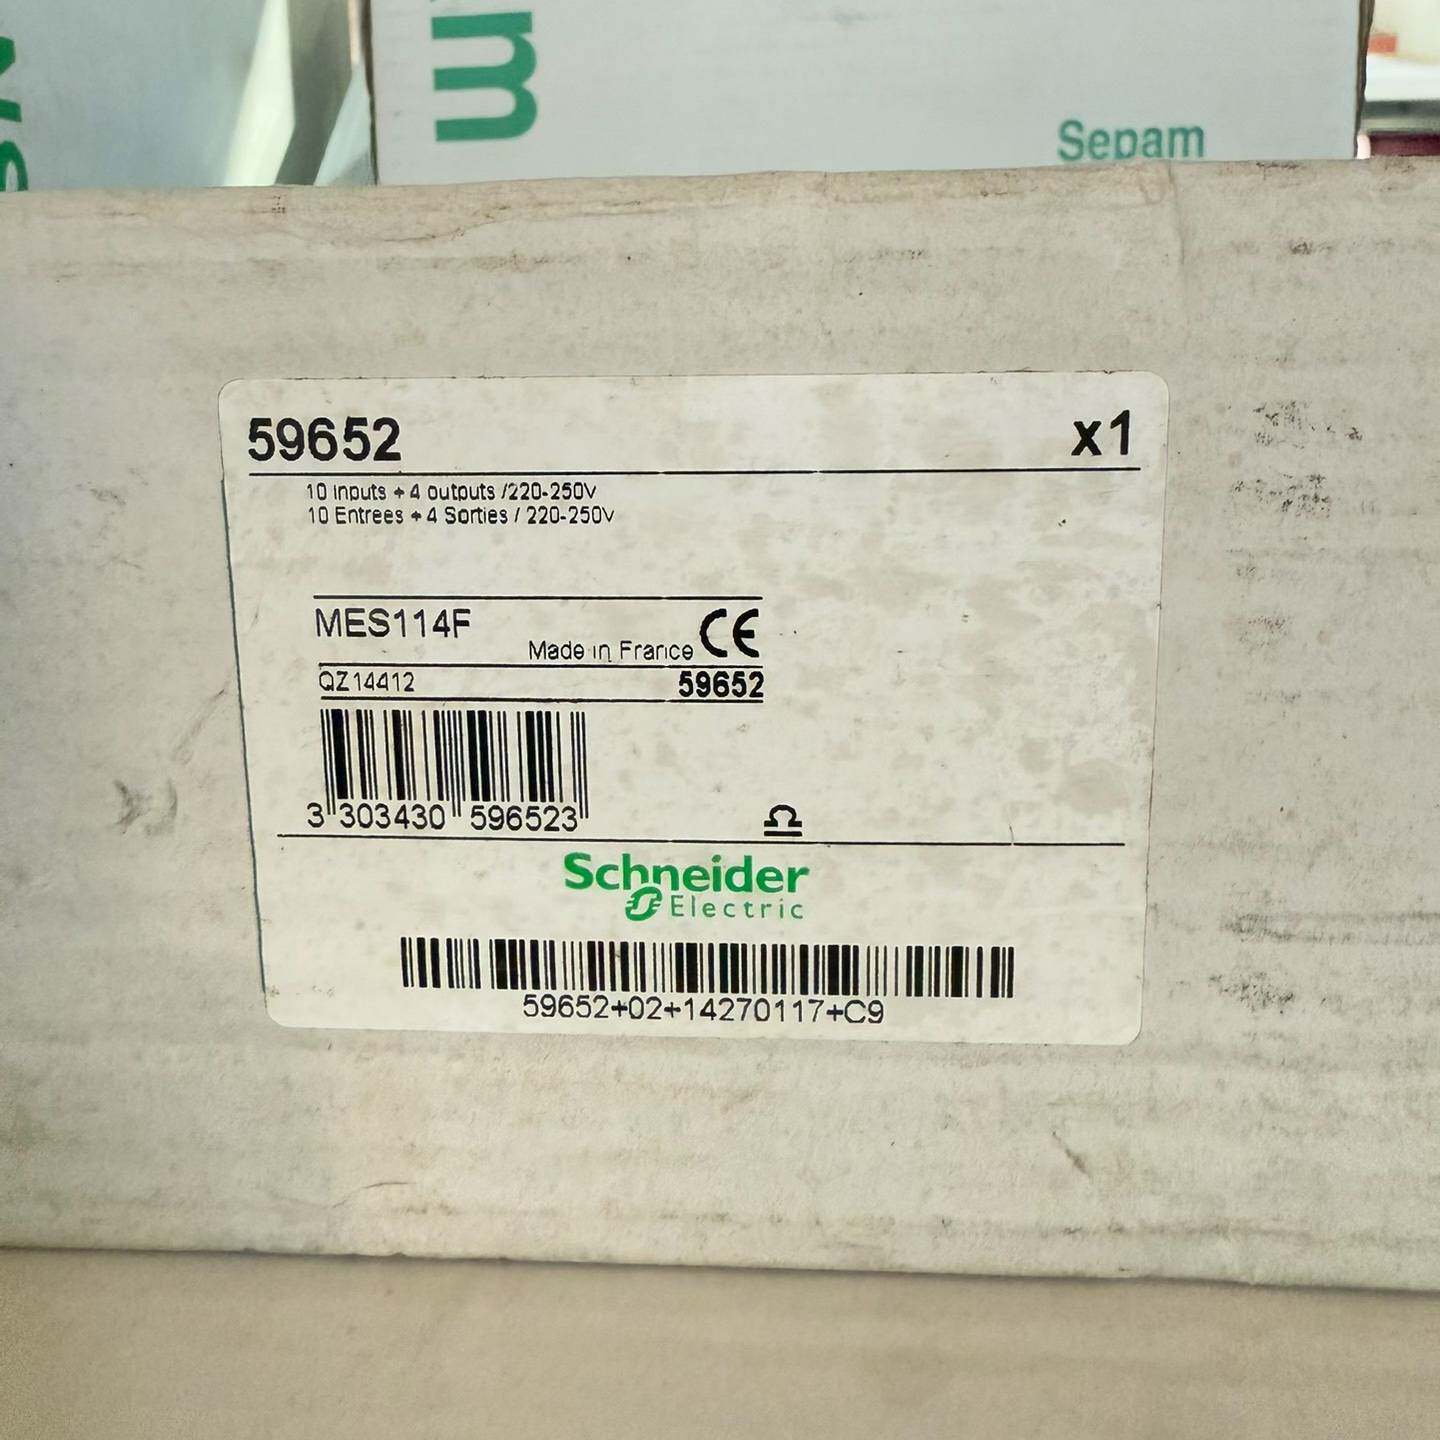 Sepam
59652 x1
10 inputs + 4 outputs /220-250V
10 Entrees + 4 Sorties / 220-250V
MES114F
Made in France CE
QZ14412 59652
3 303430 596523
Schneider
Electric
59652+02+14270117+C9